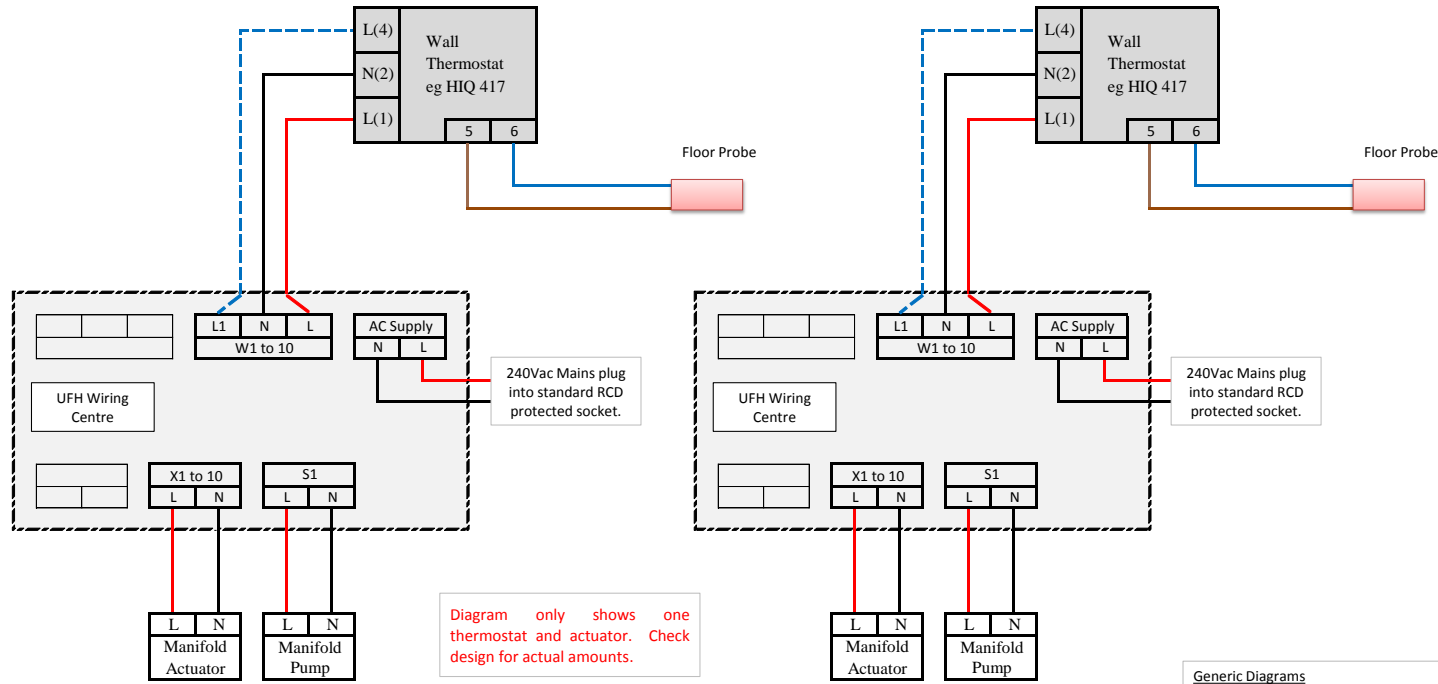 L(4)
N(2)
L(1)
Wall
Thermostat
eg HIQ 417
5 6
Floor Probe
L1 N L
W1 to 10
AC Supply
N L
UFH Wiring
Centre
240Vac Mains plug
into standard RCD
protected socket.
X1 to 10
L N
S1
L N
L N
Manifold
Actuator
L N
Manifold
Pump
Diagram only shows one
thermostat and actuator. Check
design for actual amounts.
L(4)
N(2)
L(1)
Wall
Thermostat
eg HIQ 417
5 6
Floor Probe
L1 N L
W1 to 10
AC Supply
N L
UFH Wiring
Centre
240Vac Mains plug
into standard RCD
protected socket.
X1 to 10
L N
S1
L N
L N
Manifold
Actuator
L N
Manifold
Pump
Generic Diagrams